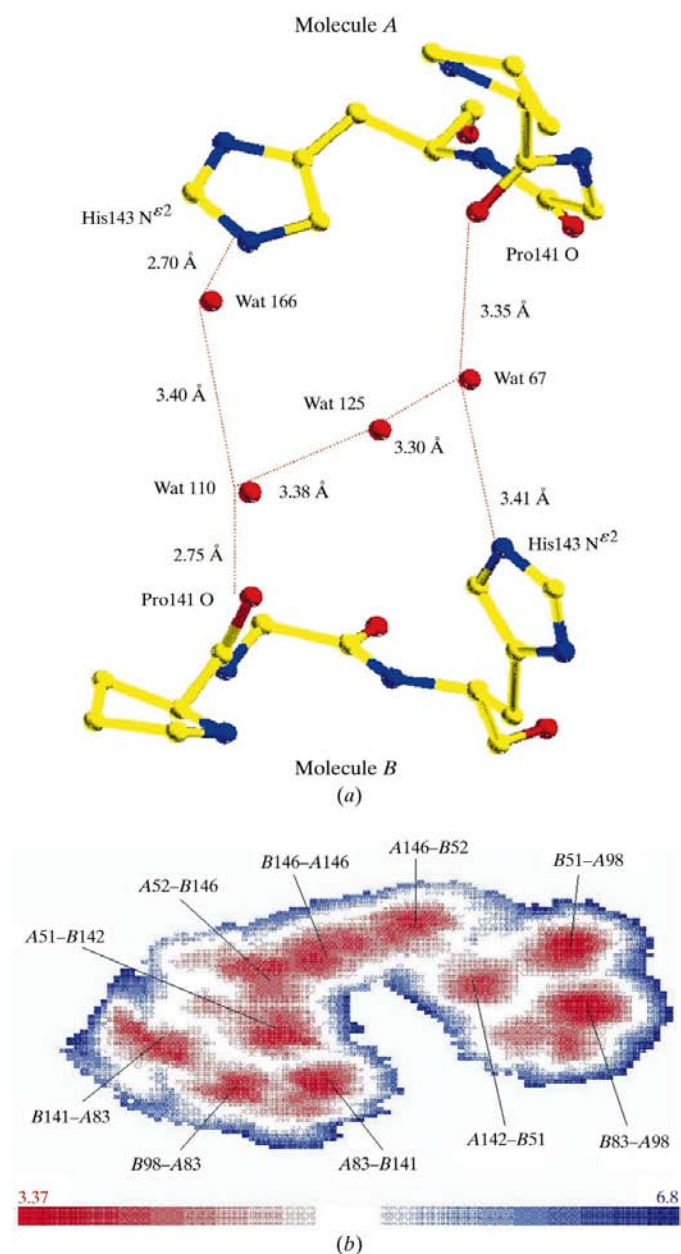 Molecule A
His143 N^ε2
2.70 Å
Wat 166
Pro141 O
3.35 Å
3.40 Å
Wat 125
Wat 67
3.30 Å
Wat 110
3.38 Å
3.41 Å
His143 N^ε2
2.75 Å
Pro141 O
Molecule B
(a)
A146–B52
B146–A146
B51–A98
A52–B146
A51–B142
B141–A83
A142–B51
B98–A83
A83–B141
B83–A98
3.37
6.8
(b)